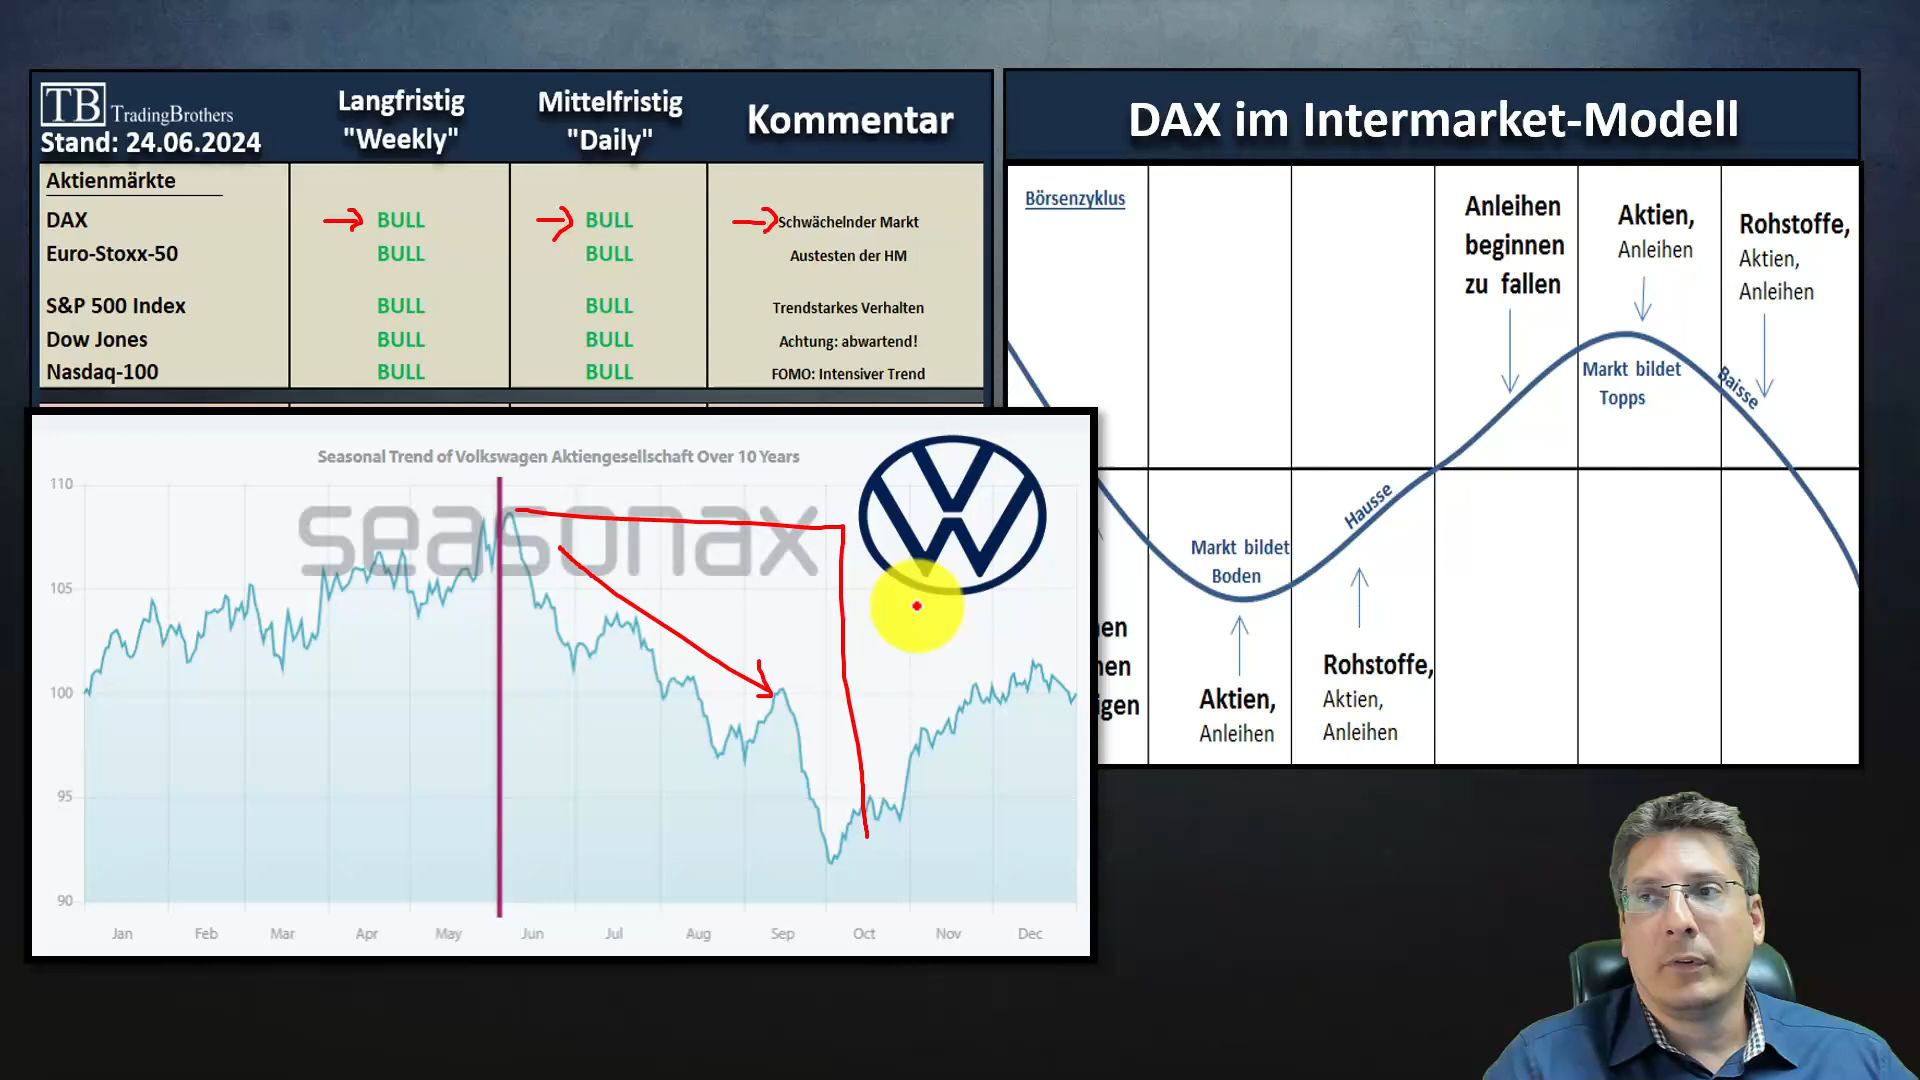 TB TradingBrothers
Stand: 24.06.2024
Langfristig
"Weekly"
Mittelfristig
"Daily"
Kommentar
Aktienmärkte
DAX BULL BULL Schwächelnder Markt
Euro-Stoxx-50 BULL BULL Austesten der HM
S&P 500 Index BULL BULL Trendstarkes Verhalten
Dow Jones BULL BULL Achtung: abwartend!
Nasdaq-100 BULL BULL FOMO: Intensiver Trend
Seasonal Trend of Volkswagen Aktiengesellschaft Over 10 Years
seasonax
110
105
100
95
90
Jan Feb Mar Apr May Jun Jul Aug Sep Oct Nov Dec
DAX im Intermarket-Modell
Börsenzyklus
Anleihen
beginnen
zu fallen
Aktien,
Anleihen
Rohstoffe,
Aktien,
Anleihen
Markt bildet
Topps
Baisse
Hausse
Markt bildet
Boden
Aktien,
Anleihen
Rohstoffe,
Aktien,
Anleihen